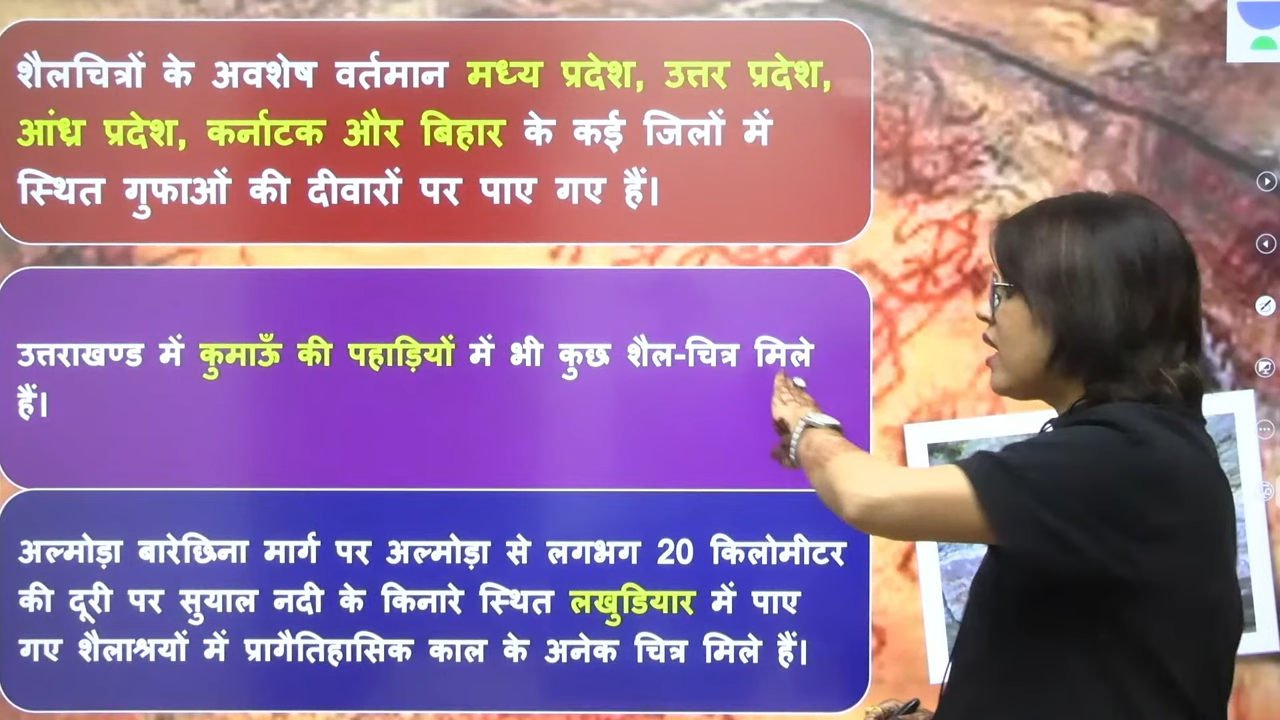 शैलचित्रों के अवशेष वर्तमान मध्य प्रदेश, उत्तर प्रदेश,
आंध्र प्रदेश, कर्नाटक और बिहार के कई जिलों में
स्थित गुफाओं की दीवारों पर पाए गए हैं।
उत्तराखण्ड में कुमाऊँ की पहाड़ियों में भी कुछ शैल-चित्र मिले
हैं।
अल्मोड़ा बारेछिना मार्ग पर अल्मोड़ा से लगभग 20 किलोमीटर
की दूरी पर सुयाल नदी के किनारे स्थित लखुडियार में पाए
गए शैलाश्रयों में प्रागैतिहासिक काल के अनेक चित्र मिले हैं।